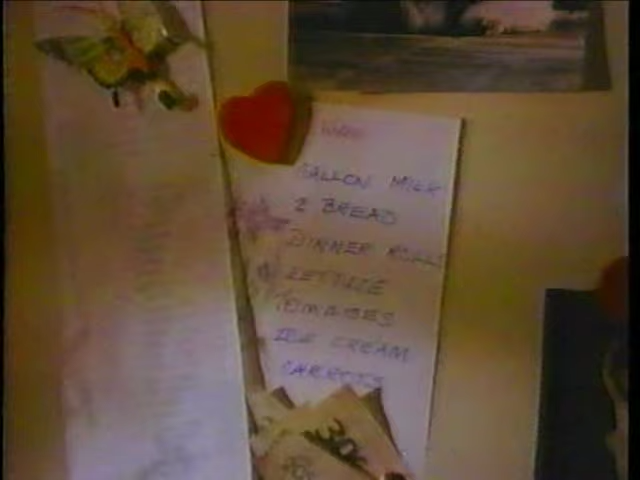 GALLON MILK
2 BREAD
DINNER ROLLS
LETTUCE
TOMATOES
ICE CREAM
CARROTS